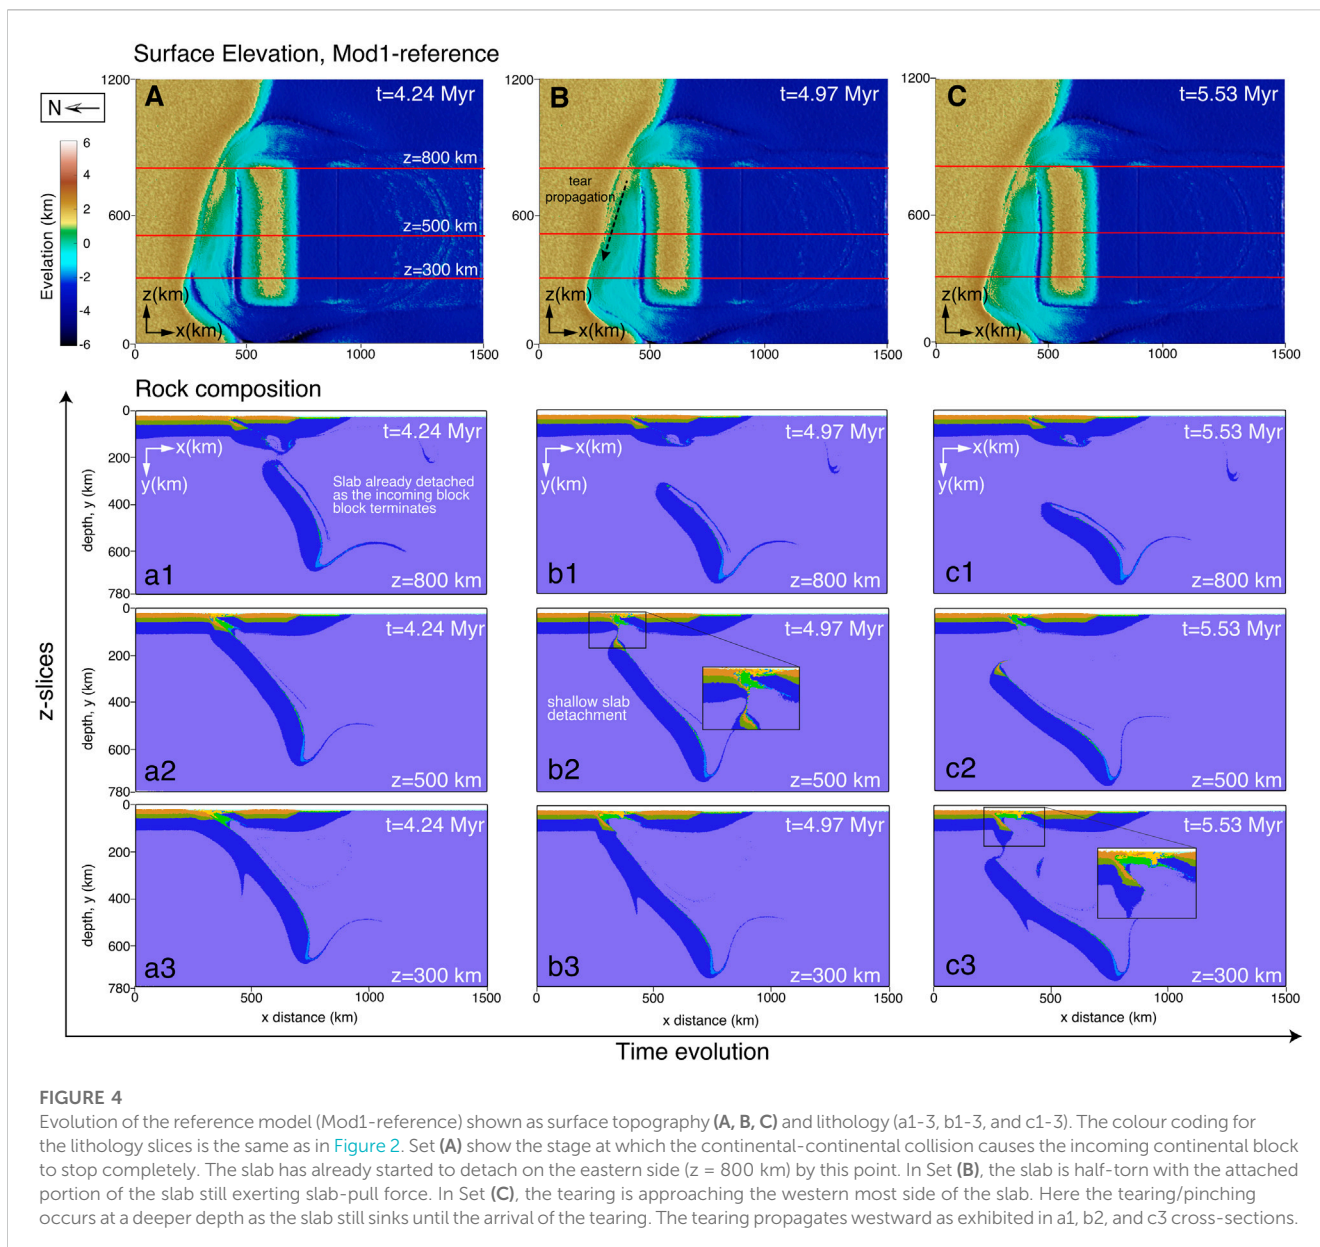 Surface Elevation, Mod1-reference
N
Evelation (km)
6
4
2
0
-2
-4
-6
1200
600
0
A
t=4.24 Myr
z=800 km
z=500 km
z=300 km
z(km)
x(km)
500
1000
1500
1200
600
0
B
t=4.97 Myr
tear
propagation
z(km)
x(km)
0
500
1000
1500
1200
600
0
C
t=5.53 Myr
z(km)
x(km)
500
1000
1500
Rock composition
z-slices
depth, y (km)
0
200
400
600
780
t=4.24 Myr
x(km)
y(km)
Slab already detached
as the incoming block
block terminates
a1
z=800 km
t=4.97 Myr
x(km)
y(km)
b1
z=800 km
t=5.53 Myr
x(km)
y(km)
c1
z=800 km
depth, y (km)
0
200
400
600
780
t=4.24 Myr
a2
z=500 km
t=4.97 Myr
shallow slab
detachment
b2
z=500 km
t=5.53 Myr
c2
z=500 km
depth, y (km)
0
200
400
600
780
t=4.24 Myr
a3
z=300 km
t=4.97 Myr
b3
z=300 km
t=5.53 Myr
c3
z=300 km
0
500
1000
1500
x distance (km)
0
500
1000
1500
x distance (km)
0
500
1000
1500
x distance (km)
Time evolution
FIGURE 4
Evolution of the reference model (Mod1-reference) shown as surface topography (A, B, C) and lithology (a1-3, b1-3, and c1-3). The colour coding for
the lithology slices is the same as in Figure 2. Set (A) show the stage at which the continental-continental collision causes the incoming continental block
to stop completely. The slab has already started to detach on the eastern side (z = 800 km) by this point. In Set (B), the slab is half-torn with the attached
portion of the slab still exerting slab-pull force. In Set (C), the tearing is approaching the western most side of the slab. Here the tearing/pinching
occurs at a deeper depth as the slab still sinks until the arrival of the tearing. The tearing propagates westward as exhibited in a1, b2, and c3 cross-sections.